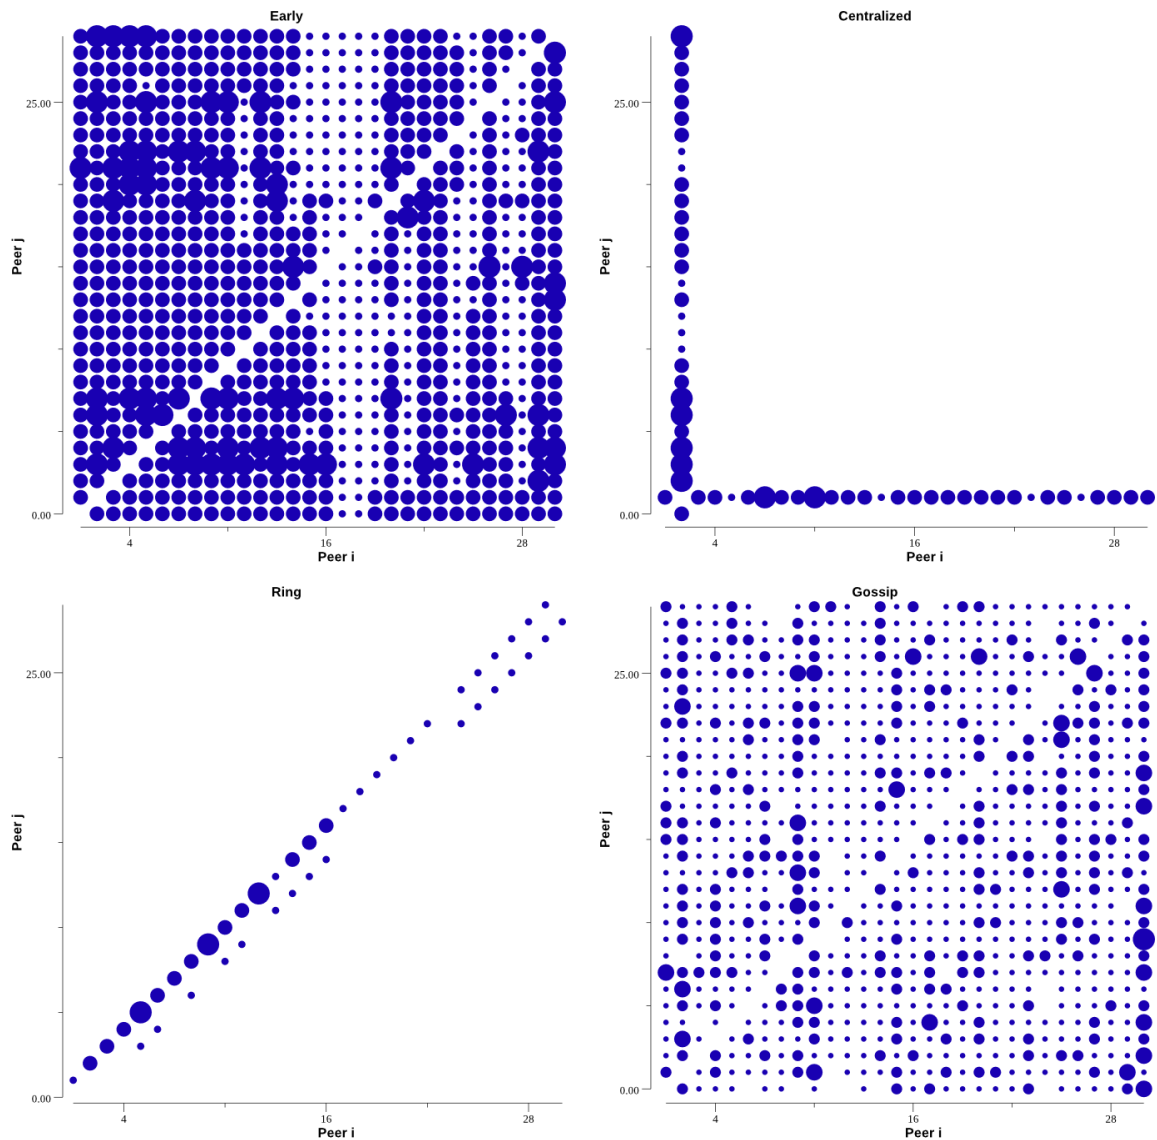 Early
Centralized
25.00
0.00
4
16
28
Peer i
Peer j
25.00
0.00
4
16
28
Peer i
Peer j
Ring
Gossip
25.00
0.00
4
16
28
Peer i
Peer j
25.00
0.00
4
16
28
Peer i
Peer j